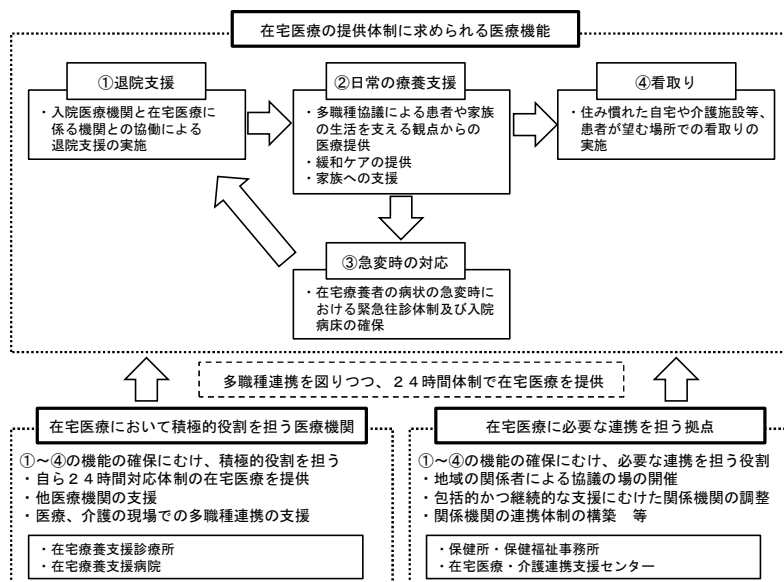 在宅医療の提供体制に求められる医療機能
①退院支援
・入院医療機関と在宅医療に
係る機関との協働による
退院支援の実施
②日常の療養支援
・多職種協議による患者や家族
の生活を支える観点からの
医療提供
・緩和ケアの提供
・家族への支援
④看取り
・住み慣れた自宅や介護施設等、
患者が望む場所での看取りの
実施
③急変時の対応
・在宅療養者の病状の急変時に
おける緊急往診体制及び入院
病床の確保
多職種連携を図りつつ、２４時間体制で在宅医療を提供
在宅医療において積極的役割を担う医療機関
①～④の機能の確保にむけ、積極的役割を担う
・自ら２４時間対応体制の在宅医療を提供
・他医療機関の支援
・医療、介護の現場での多職種連携の支援
・在宅療養支援診療所
・在宅療養支援病院
在宅医療に必要な連携を担う拠点
①～④の機能の確保にむけ、必要な連携を担う役割
・地域の関係者による協議の場の開催
・包括的かつ継続的な支援にむけた関係機関の調整
・関係機関の連携体制の構築　等
・保健所・保健福祉事務所
・在宅医療・介護連携支援センター